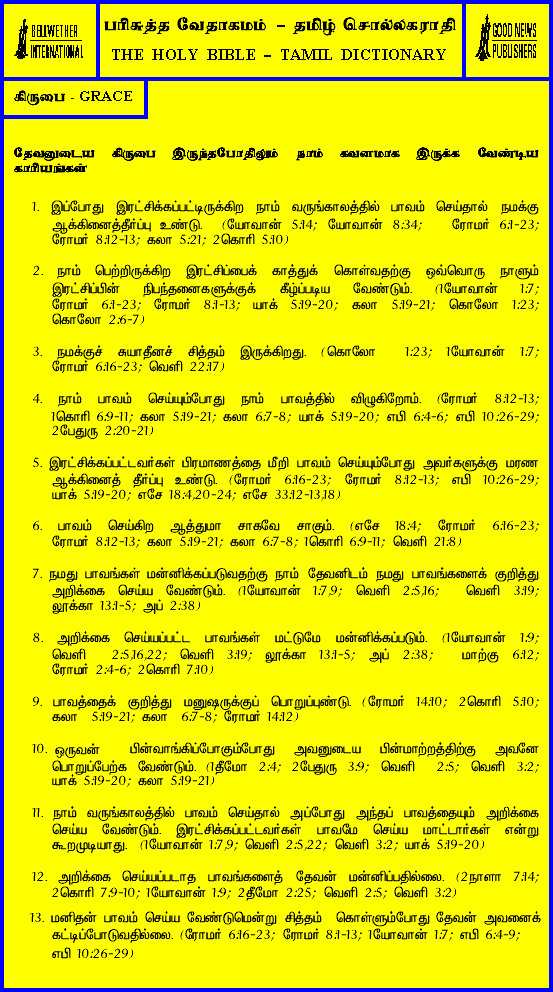 BELLWETHER
INTERNATIONAL
பரிசுத்த வேதாகமம் – தமிழ் சொல்லகராதி
THE HOLY BIBLE – TAMIL DICTIONARY
GOOD NEWS
PUBLISHERS
கிருபை - GRACE
தேவனுடைய கிருபை இருந்தபோதிலும் நாம் கவனமாக இருக்க வேண்டிய
காரியங்கள்
1. இப்போது இரட்சிக்கப்பட்டிருக்கிற நாம் வருங்காலத்தில் பாவம் செய்தால் நமக்கு
ஆக்கினைத்தீர்ப்பு உண்டு. (யோவான் 5:14; யோவான் 8:34; ரோமர் 6:1-23;
ரோமர் 8:12-13; கலா 5:21; 2கொரி 5:10)
2. நாம் பெற்றிருக்கிற இரட்சிப்பைக் காத்துக் கொள்வதற்கு ஒவ்வொரு நாளும்
இரட்சிப்பின் நிபந்தனைகளுக்குக் கீழ்ப்படிய வேண்டும். (1யோவான் 1:7;
ரோமர் 6:1-23; ரோமர் 8:1-13; யாக் 5:19-20; கலா 5:19-21; கொலோ 1:23;
கொலோ 2:6-7)
3. நமக்குச் சுயாதீனச் சித்தம் இருக்கிறது. (கொலோ 1:23; 1யோவான் 1:7;
ரோமர் 6:16-23; வெளி 22:17)
4. நாம் பாவம் செய்யும்போது நாம் பாவத்தில் விழுகிறோம். (ரோமர் 8:12-13;
1கொரி 6:9-11; கலா 5:19-21; கலா 6:7-8; யாக் 5:19-20; எபி 6:4-6; எபி 10:26-29;
2பேதுரு 2:20-21)
5. இரட்சிக்கப்பட்டவர்கள் பிரமாணத்தை மீறி பாவம் செய்யும்போது அவர்களுக்கு மரண
ஆக்கினைத் தீர்ப்பு உண்டு. (ரோமர் 6:16-23; ரோமர் 8:12-13; எபி 10:26-29;
யாக் 5:19-20; எசே 18:4,20-24; எசே 33:12-13,18)
6. பாவம் செய்கிற ஆத்துமா சாகவே சாகும். (எசே 18:4; ரோமர் 6:16-23;
ரோமர் 8:12-13; கலா 5:19-21; கலா 6:7-8; 1கொரி 6:9-11; வெளி 21:8)
7. நமது பாவங்கள் மன்னிக்கப்படுவதற்கு நாம் தேவனிடம் நமது பாவங்களைக் குறித்து
அறிக்கை செய்ய வேண்டும். (1யோவான் 1:7,9; வெளி 2:5,16; வெளி 3:19;
லூக்கா 13:1-5; அப் 2:38)
8. அறிக்கை செய்யப்பட்ட பாவங்கள் மட்டுமே மன்னிக்கப்படும். (1யோவான் 1:9;
வெளி 2:5,16,22; வெளி 3:19; லூக்கா 13:1-5; அப் 2:38; மாற்கு 6:12;
ரோமர் 2:4-6; 2கொரி 7:10)
9. பாவத்தைக் குறித்து மனுஷருக்குப் பொறுப்புண்டு. (ரோமர் 14:10; 2கொரி 5:10;
கலா 5:19-21; கலா 6:7-8; ரோமர் 14:12)
10. ஒருவன் பின்வாங்கிப்போகும்போது அவனுடைய பின்மாற்றத்திற்கு அவனே
பொறுப்பேற்க வேண்டும். (1தீமோ 2:4; 2பேதுரு 3:9; வெளி 2:5; வெளி 3:2;
யாக் 5:19-20; கலா 5:19-21)
11. நாம் வருங்காலத்தில் பாவம் செய்தால் அப்போது அந்தப் பாவத்தையும் அறிக்கை
செய்ய வேண்டும். இரட்சிக்கப்பட்டவர்கள் பாவமே செய்ய மாட்டார்கள் என்று
கூறமுடியாது. (1யோவான் 1:7,9; வெளி 2:5,22; வெளி 3:2; யாக் 5:19-20)
12. அறிக்கை செய்யப்படாத பாவங்களைத் தேவன் மன்னிப்பதில்லை. (2நாளா 7:14;
2கொரி 7:9-10; 1யோவான் 1:9; 2தீமோ 2:25; வெளி 2:5; வெளி 3:2)
13. மனிதன் பாவம் செய்ய வேண்டுமென்று சித்தம் கொள்ளும்போது தேவன் அவனைக்
கட்டிப்போடுவதில்லை. (ரோமர் 6:16-23; ரோமர் 8:1-13; 1யோவான் 1:7; எபி 6:4-9;
எபி 10:26-29)